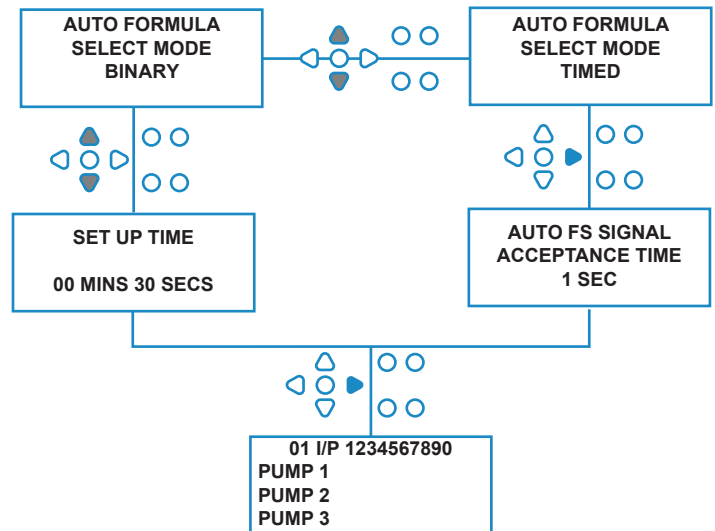 AUTO FORMULA
SELECT MODE
BINARY
AUTO FORMULA
SELECT MODE
TIMED
SET UP TIME
00 MINS 30 SECS
AUTO FS SIGNAL
ACCEPTANCE TIME
1 SEC
01 I/P 1234567890
PUMP 1
PUMP 2
PUMP 3